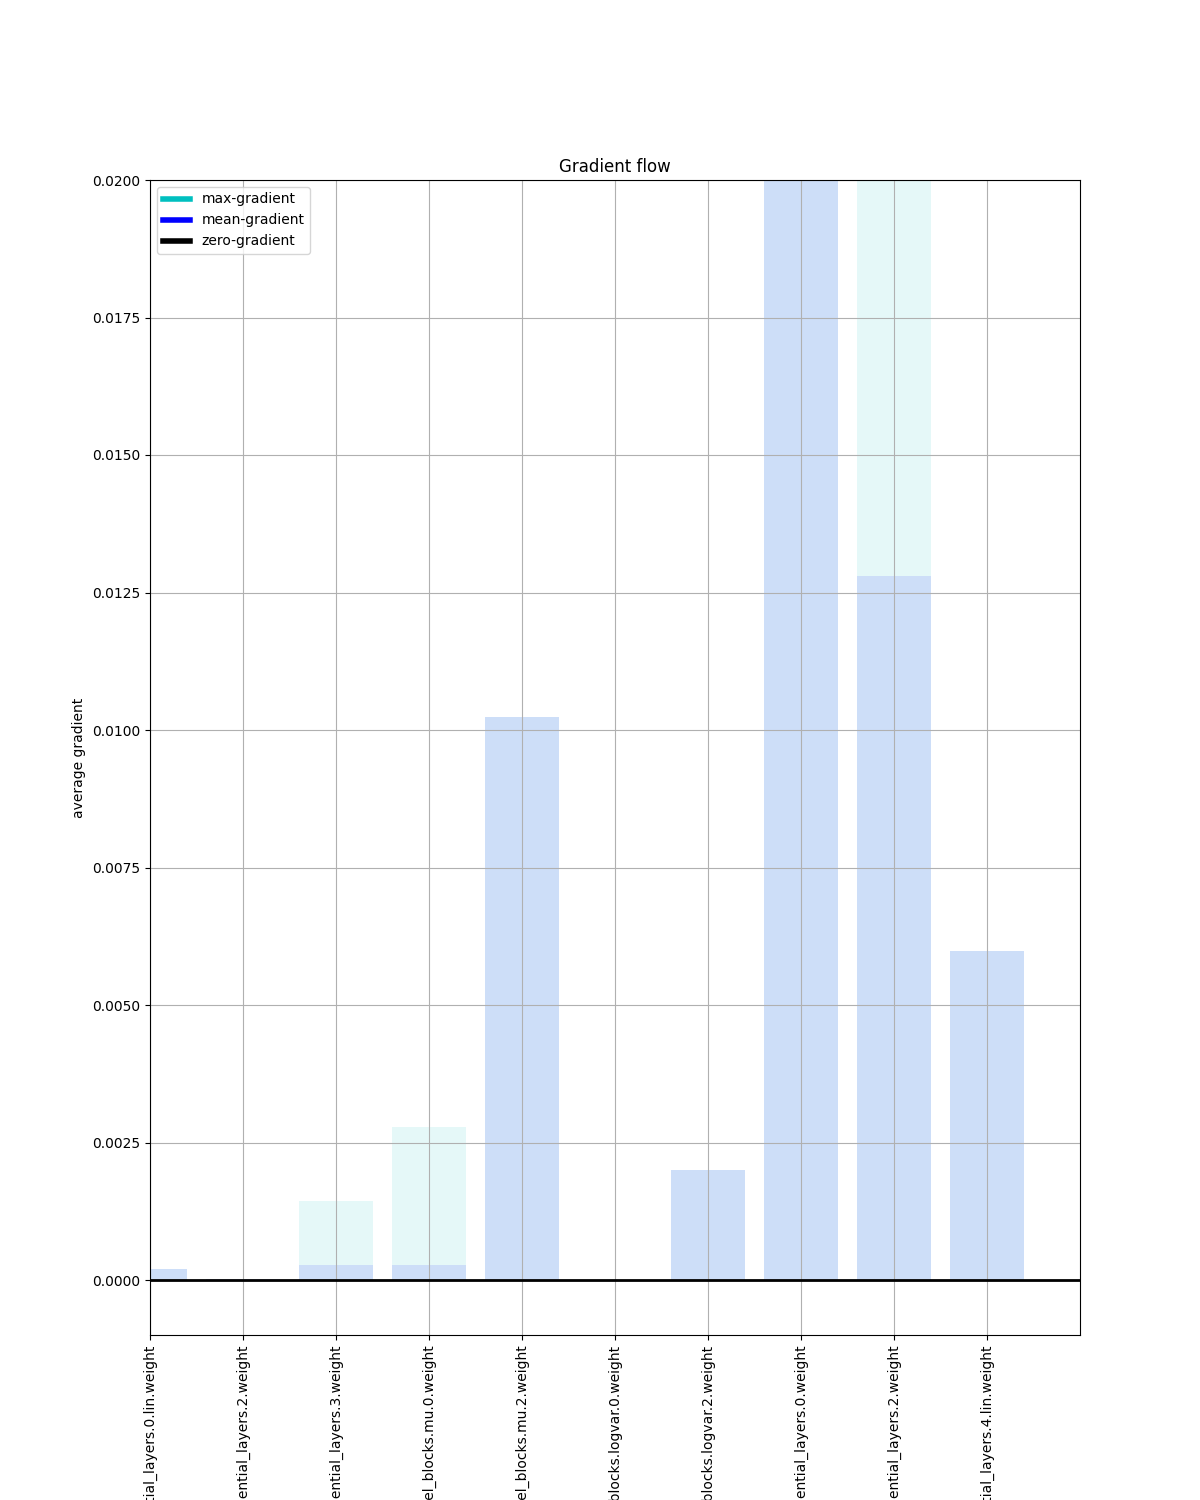 Gradient flow
max-gradient
mean-gradient
zero-gradient
0.0200
0.0175
0.0150
0.0125
0.0100
0.0075
0.0050
0.0025
0.0000
average gradient
tial_layers.0.lin.weight
ential_layers.2.weight
ential_layers.3.weight
el_blocks.mu.0.weight
el_blocks.mu.2.weight
blocks.logvar.0.weight
blocks.logvar.2.weight
ential_layers.0.weight
ential_layers.2.weight
tial_layers.4.lin.weight